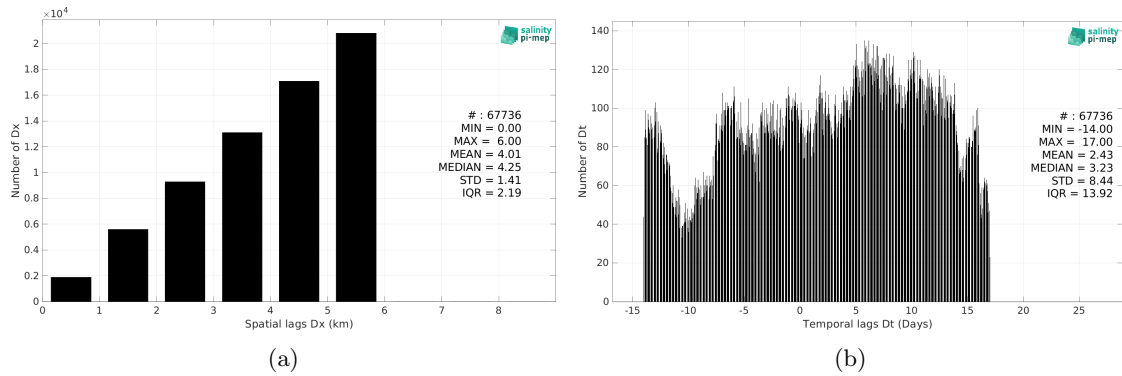 ×10⁴
2
1.8
1.6
1.4
1.2
1
0.8
0.6
0.4
0.2
0
Number of Dx
salinity
pi-mep
# : 67736
MIN = 0.00
MAX = 6.00
MEAN = 4.01
MEDIAN = 4.25
STD = 1.41
IQR = 2.19
0 1 2 3 4 5 6 7 8
Spatial lags Dx (km)
(a)
140
120
100
80
60
40
20
0
Number of Dt
salinity
pi-mep
# : 67736
MIN = -14.00
MAX = 17.00
MEAN = 2.43
MEDIAN = 3.23
STD = 8.44
IQR = 13.92
-15 -10 -5 0 5 10 15 20 25
Temporal lags Dt (Days)
(b)